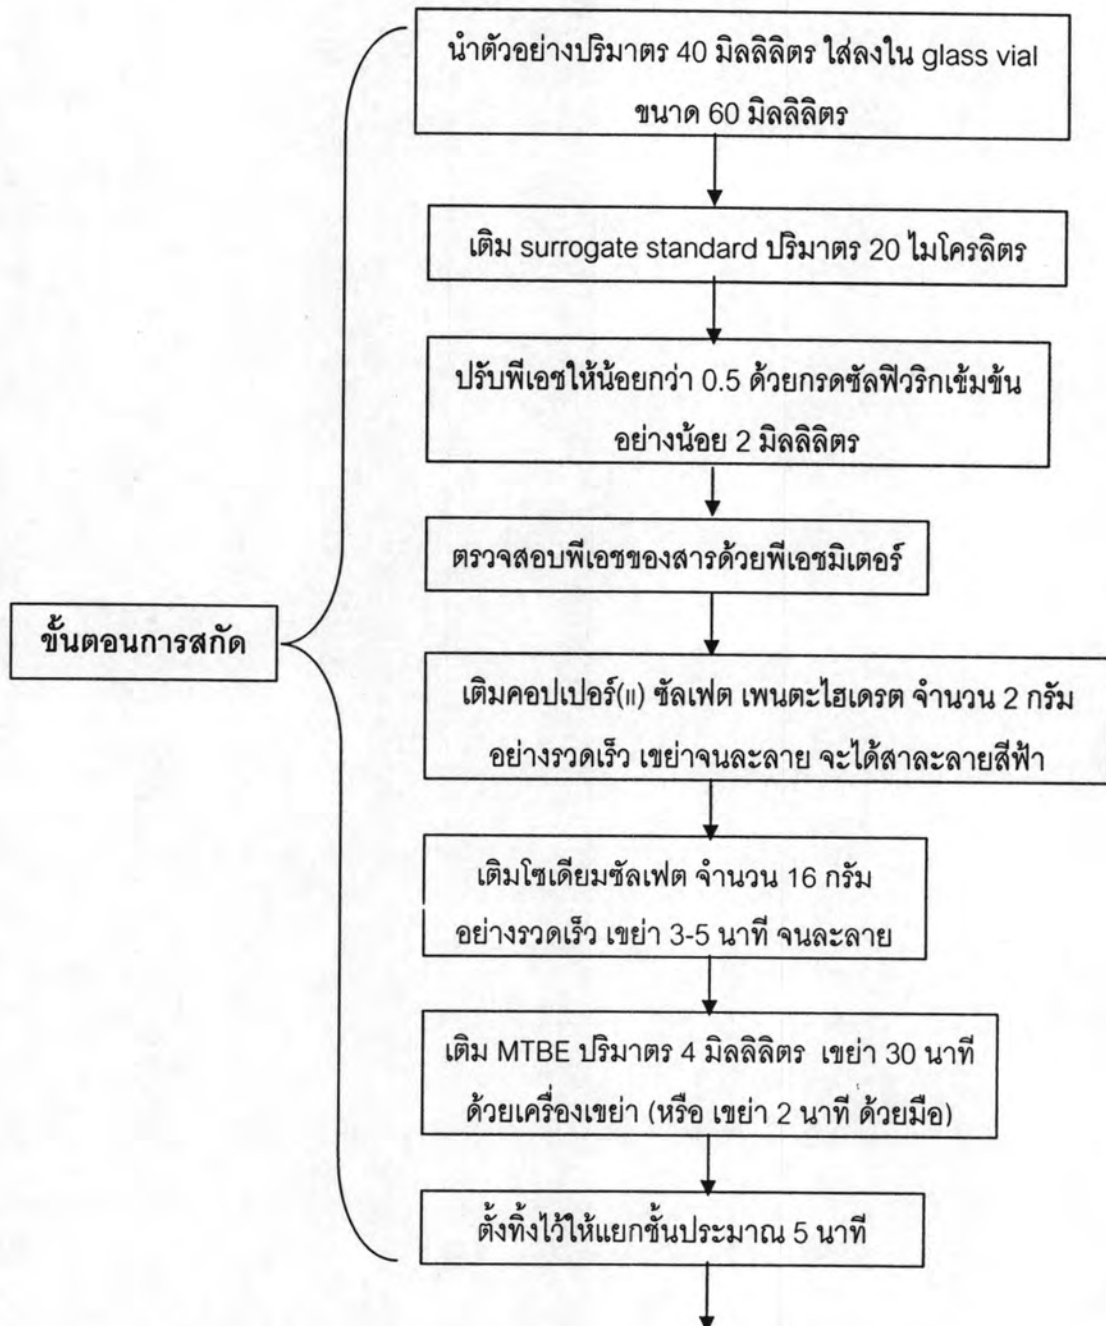 นำตัวอย่างปริมาตร 40 มิลลิลิตร ใส่ลงใน glass vial
ขนาด 60 มิลลิลิตร
เติม surrogate standard ปริมาตร 20 ไมโครลิตร
ปรับพีเอชให้น้อยกว่า 0.5 ด้วยกรดซัลฟิวริกเข้มข้น
อย่างน้อย 2 มิลลิลิตร
ตรวจสอบพีเอชของสารด้วยพีเอชมิเตอร์
ขั้นตอนการสกัด
เติมคอปเปอร์(II) ซัลเฟต เพนตะไฮเดรต จำนวน 2 กรัม
อย่างรวดเร็ว เขย่าจนละลาย จะได้สาละลายสีฟ้า
เติมโซเดียมซัลเฟต จำนวน 16 กรัม
อย่างรวดเร็ว เขย่า 3-5 นาที จนละลาย
เติม MTBE ปริมาตร 4 มิลลิลิตร เขย่า 30 นาที
ด้วยเครื่องเขย่า (หรือ เขย่า 2 นาที ด้วยมือ)
ตั้งทิ้งไว้ให้แยกชั้นประมาณ 5 นาที